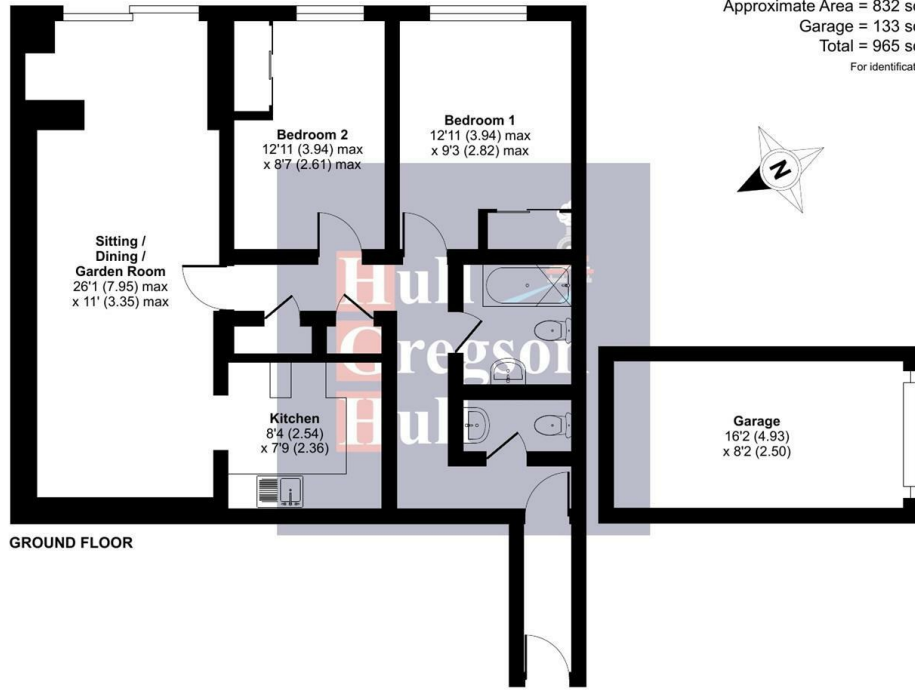 Approximate Area = 832 s
Garage = 133 s
Total = 965 s
For
N
Bedroom 2
12'11 (3.94) max
x 8'7 (2.61) max
Bedroom 1
12'11 (3.94) max
x 9'3 (2.82) max
Sitting /
Dining /
Garden Room
26'1 (7.95) max
x 11' (3.35) max
Hull
Gregson
Hull
Kitchen
8'4 (2.54)
x 7'9 (2.36)
Garage
16'2 (4.93)
x 8'2 (2.50)
GROUND FLOOR